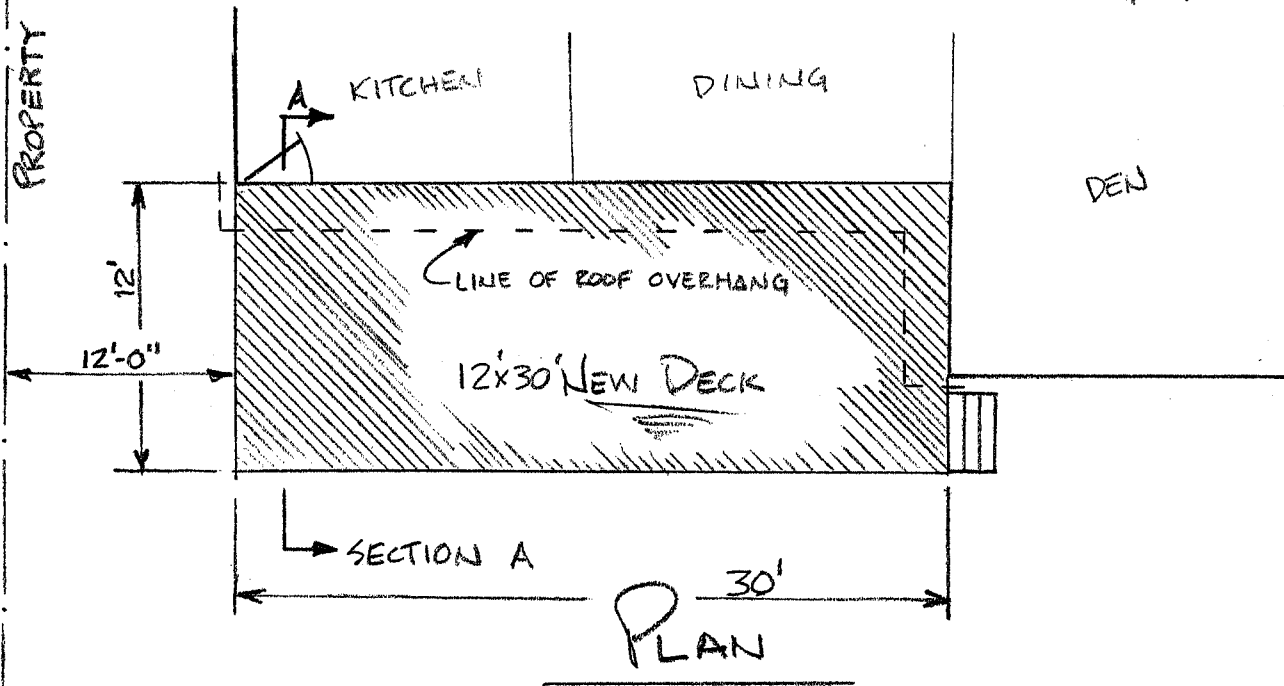 PROPERTY
A
KITCHEN
DINING
DEN
LINE OF ROOF OVERHANG
12'
12'-0"
12'x30' NEW DECK
SECTION A
30'
PLAN